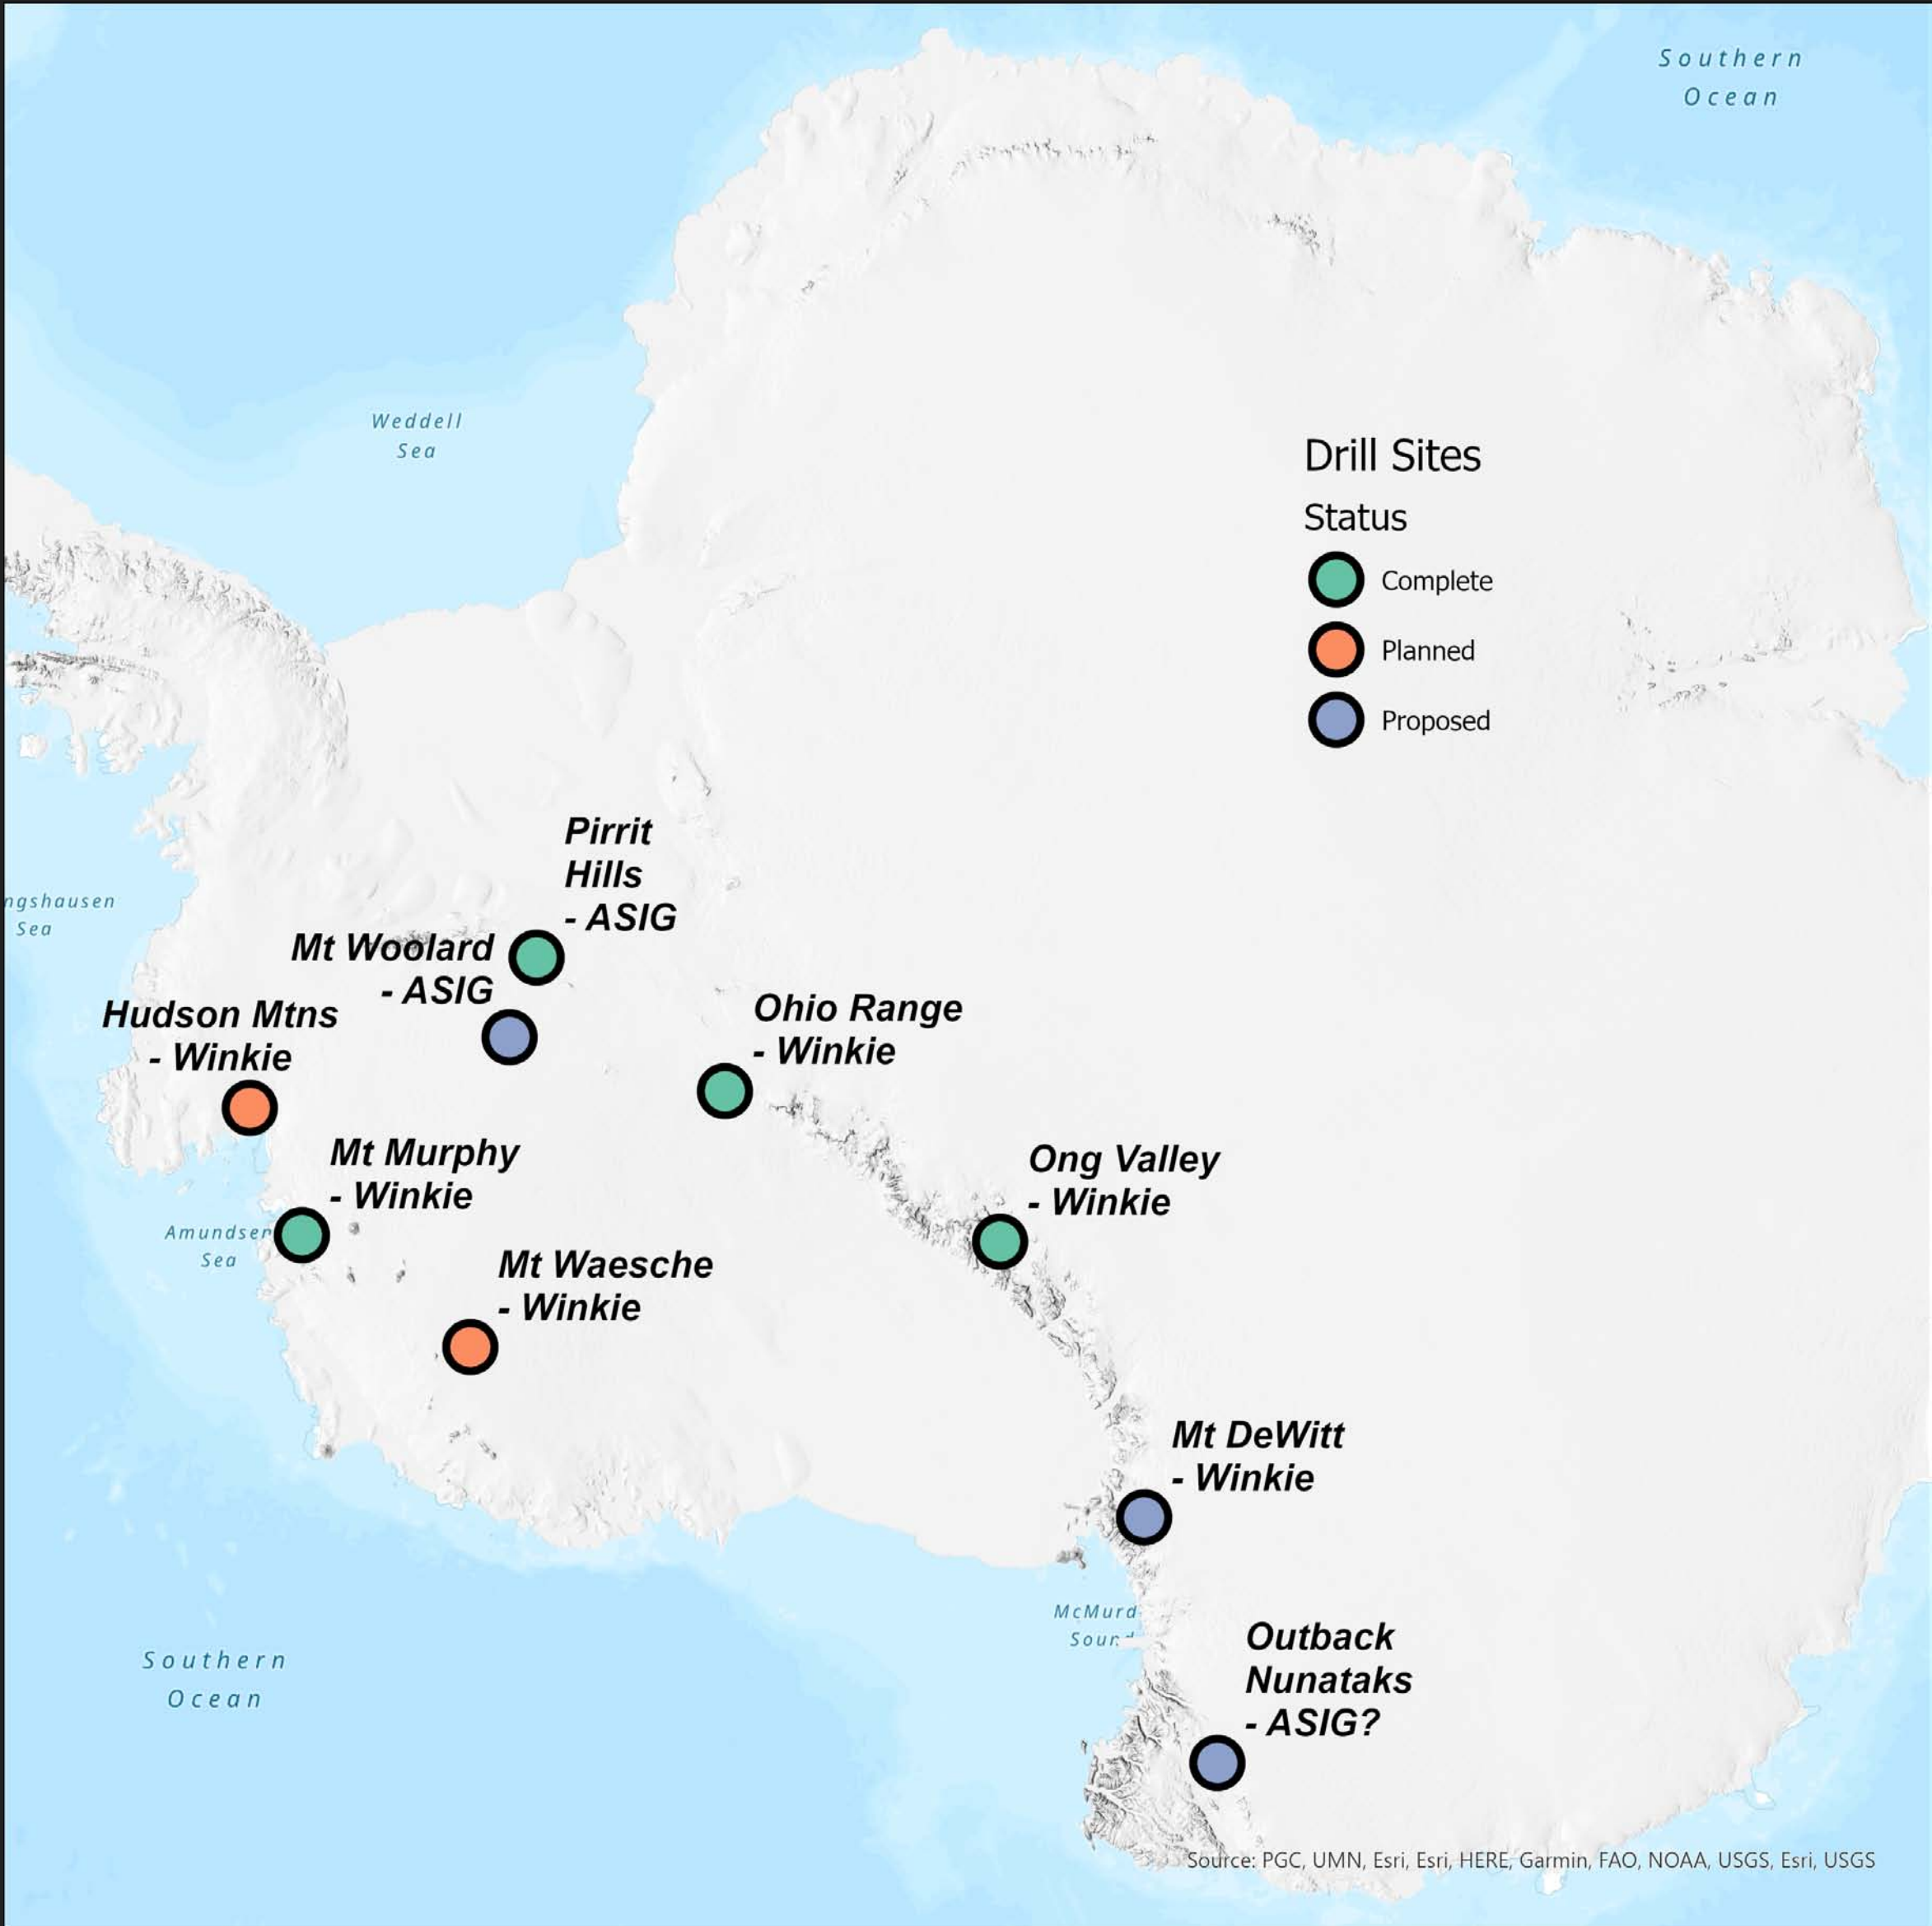 Southern
Ocean
Weddell
Sea
Drill Sites
Status
Complete
Planned
Proposed
Pirrit
Hills
- ASIG
ngshausen
Sea
Mt Woolard
- ASIG
Hudson Mtns
- Winkie
Ohio Range
- Winkie
Mt Murphy
- Winkie
Ong Valley
- Winkie
Amundsen
Sea
Mt Waesche
- Winkie
Mt DeWitt
- Winkie
McMurd
Sound
Outback
Nunataks
- ASIG?
Southern
Ocean
Source: PGC, UMN, Esri, Esri, HERE, Garmin, FAO, NOAA, USGS, Esri, USGS